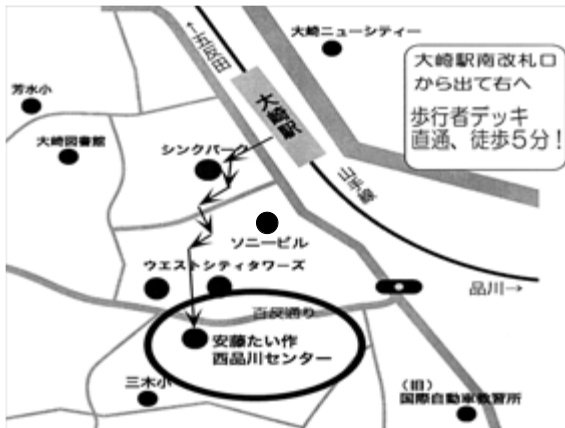 大崎ニューシティー
←五反田
大崎駅南改札口
から出て右へ
歩行者デッキ
直通、徒歩5分！
芳水小
大崎駅
大崎図書館
シンクパーク
山手線
ソニービル
ウエストシティタワーズ
品川→
百反通り
安藤たい作
西品川センター
三木小
（旧）
国際自動車教習所